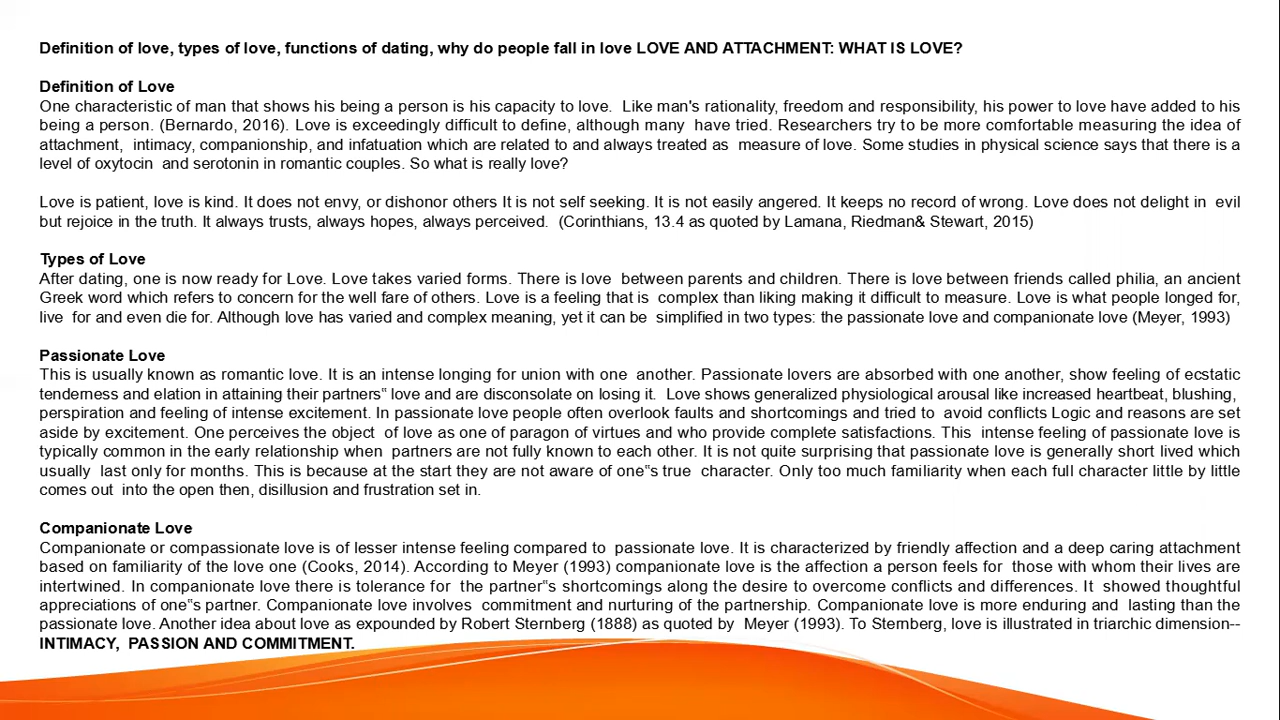 Definition of love, types of love, functions of dating, why do people fall in love LOVE AND ATTACHMENT: WHAT IS LOVE?
Definition of Love
One characteristic of man that shows his being a person is his capacity to love. Like man's rationality, freedom and responsibility, his power to love have added to his
being a person. (Bernardo, 2016). Love is exceedingly difficult to define, although many have tried. Researchers try to be more comfortable measuring the idea of
attachment, intimacy, companionship, and infatuation which are related to and always treated as measure of love. Some studies in physical science says that there is a
level of oxytocin and serotonin in romantic couples. So what is really love?
Love is patient, love is kind. It does not envy, or dishonor others It is not self seeking. It is not easily angered. It keeps no record of wrong. Love does not delight in evil
but rejoice in the truth. It always trusts, always hopes, always perceived. (Corinthians, 13.4 as quoted by Lamana, Riedman& Stewart, 2015)
Types of Love
After dating, one is now ready for Love. Love takes varied forms. There is love between parents and children. There is love between friends called philia, an ancient
Greek word which refers to concern for the well fare of others. Love is a feeling that is complex than liking making it difficult to measure. Love is what people longed for,
live for and even die for. Although love has varied and complex meaning, yet it can be simplified in two types: the passionate love and companionate love (Meyer, 1993)
Passionate Love
This is usually known as romantic love. It is an intense longing for union with one another. Passionate lovers are absorbed with one another, show feeling of ecstatic
tenderness and elation in attaining their partners‟ love and are disconsolate on losing it. Love shows generalized physiological arousal like increased heartbeat, blushing,
perspiration and feeling of intense excitement. In passionate love people often overlook faults and shortcomings and tried to avoid conflicts Logic and reasons are set
aside by excitement. One perceives the object of love as one of paragon of virtues and who provide complete satisfactions. This intense feeling of passionate love is
typically common in the early relationship when partners are not fully known to each other. It is not quite surprising that passionate love is generally short lived which
usually last only for months. This is because at the start they are not aware of one‟s true character. Only too much familiarity when each full character little by little
comes out into the open then, disillusion and frustration set in.
Companionate Love
Companionate or compassionate love is of lesser intense feeling compared to passionate love. It is characterized by friendly affection and a deep caring attachment
based on familiarity of the love one (Cooks, 2014). According to Meyer (1993) companionate love is the affection a person feels for those with whom their lives are
intertwined. In companionate love there is tolerance for the partner‟s shortcomings along the desire to overcome conflicts and differences. It showed thoughtful
appreciations of one‟s partner. Companionate love involves commitment and nurturing of the partnership. Companionate love is more enduring and lasting than the
passionate love. Another idea about love as expounded by Robert Sternberg (1888) as quoted by Meyer (1993). To Sternberg, love is illustrated in triarchic dimension--
INTIMACY, PASSION AND COMMITMENT.